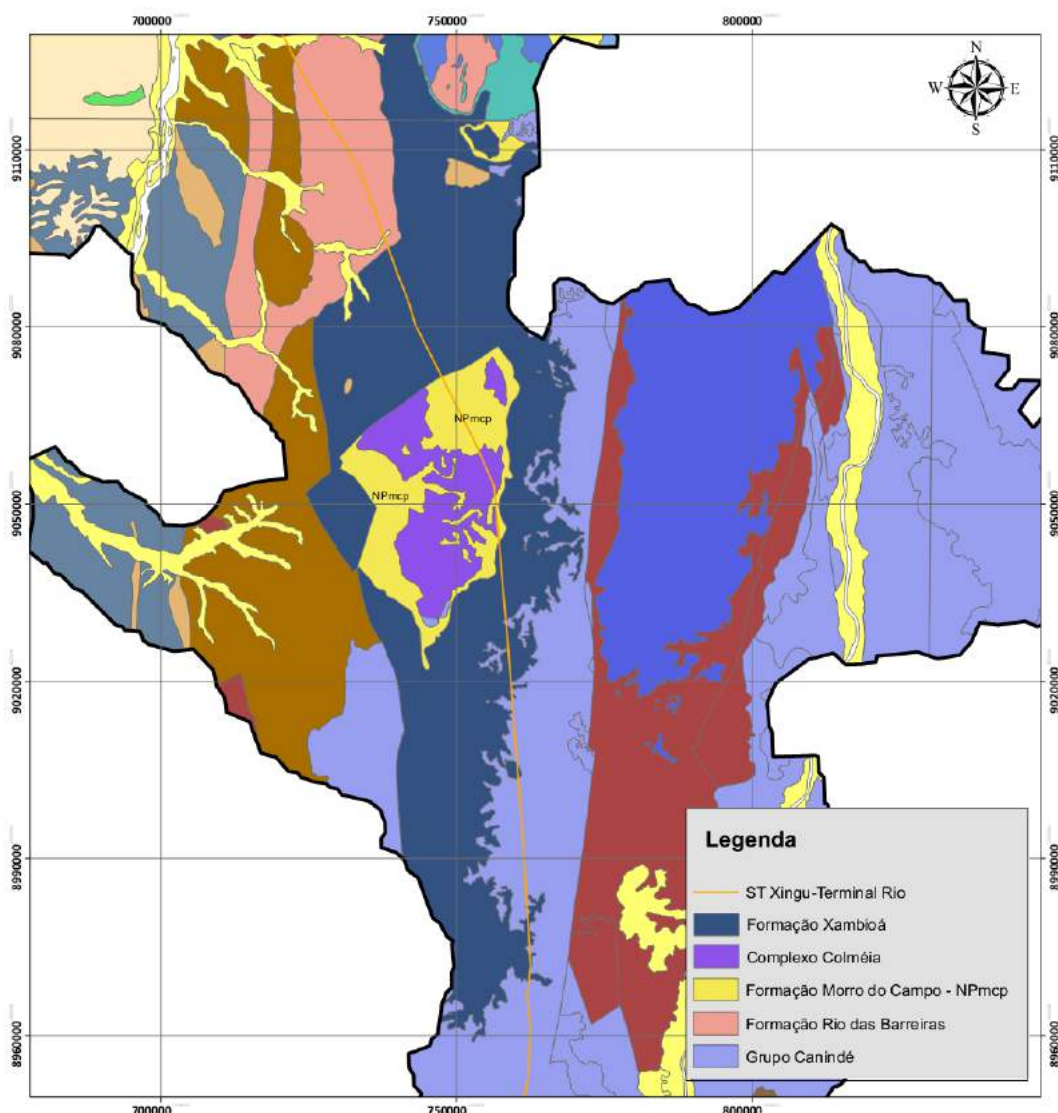 700000 750000 800000
N
W E
S
9110000 9110000
9080000 9080000
NPmcp
NPmcp
9050000 9050000
9020000 9020000
Legenda
8990000 8990000
ST Xingu-Terminal Rio
Formação Xambioá
Complexo Colméia
Formação Morro do Campo - NPmcp
Formação Rio das Barreiras
8960000 8960000
Grupo Canindé
700000 750000 800000